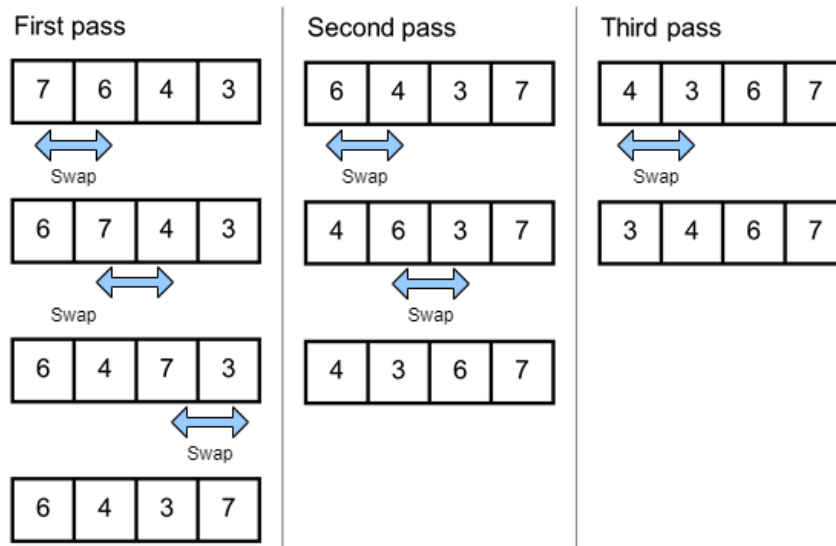 First pass
7 6 4 3
Swap
6 7 4 3
Swap
6 4 7 3
Swap
6 4 3 7
Second pass
6 4 3 7
Swap
4 6 3 7
Swap
4 3 6 7
Third pass
4 3 6 7
Swap
3 4 6 7